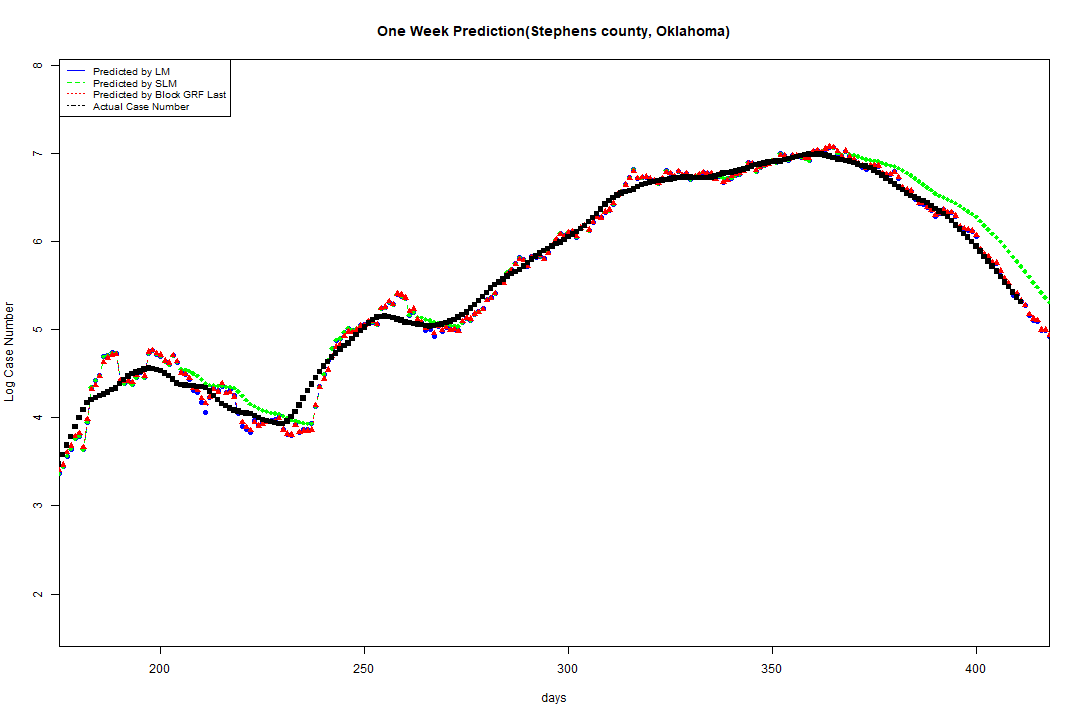 One Week Prediction(Stephens county, Oklahoma)
Predicted by LM
Predicted by SLM
Predicted by Block GRF Last
Actual Case Number
8
7
6
5
4
3
2
Log Case Number
200 250 300 350 400
days